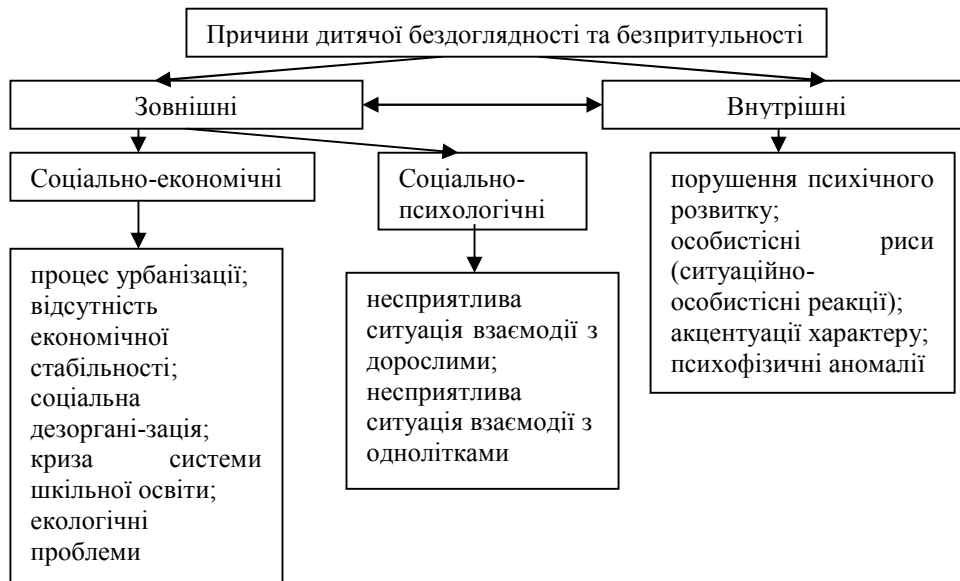 Причини дитячої бездоглядності та безпритульності
Зовнішні
Внутрішні
Соціально-економічні
Соціально-
психологічні
процес урбанізації;
відсутність
економічної
стабільності;
соціальна
дезоргані-зація;
криза системи
шкільної освіти;
екологічні
проблеми
несприятлива
ситуація взаємодії з
дорослими;
несприятлива
ситуація взаємодії з
однолітками
порушення психічного
розвитку;
особистісні риси
(ситуаційно-
особистісні реакції);
акцентуації характеру;
психофізичні аномалії